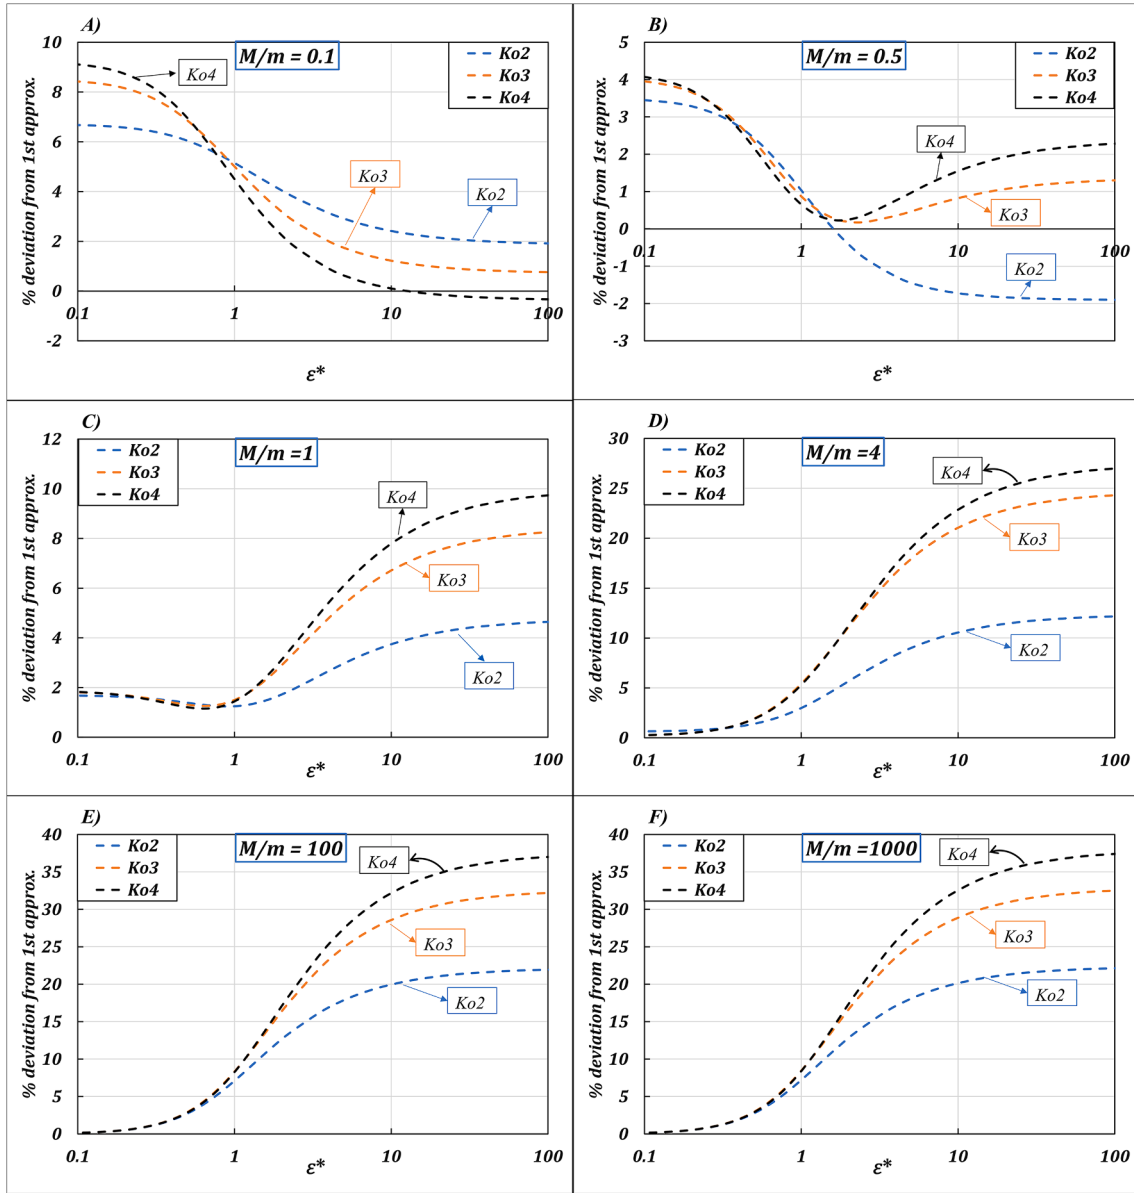 A)
M/m = 0.1
Ko2
Ko3
Ko4
% deviation from 1st approx.
10
8
6
4
2
0
-2
0.1
1
10
100
Ko4
Ko3
Ko2
ε*
B)
M/m = 0.5
Ko2
Ko3
Ko4
% deviation from 1st approx.
5
4
3
2
1
0
-1
-2
-3
0.1
1
10
100
Ko4
Ko3
Ko2
ε*
C)
M/m =1
Ko2
Ko3
Ko4
% deviation from 1st approx.
12
10
8
6
4
2
0
0.1
1
10
100
Ko4
Ko3
Ko2
ε*
D)
M/m =4
Ko2
Ko3
Ko4
% deviation from 1st approx.
30
25
20
15
10
5
0
0.1
1
10
100
Ko4
Ko3
Ko2
ε*
E)
M/m = 100
Ko2
Ko3
Ko4
% deviation from 1st approx.
40
35
30
25
20
15
10
5
0
0.1
1
10
100
Ko4
Ko3
Ko2
ε*
F)
M/m =1000
Ko2
Ko3
Ko4
% deviation from 1st approx.
40
35
30
25
20
15
10
5
0
0.1
1
10
100
Ko4
Ko3
Ko2
ε*